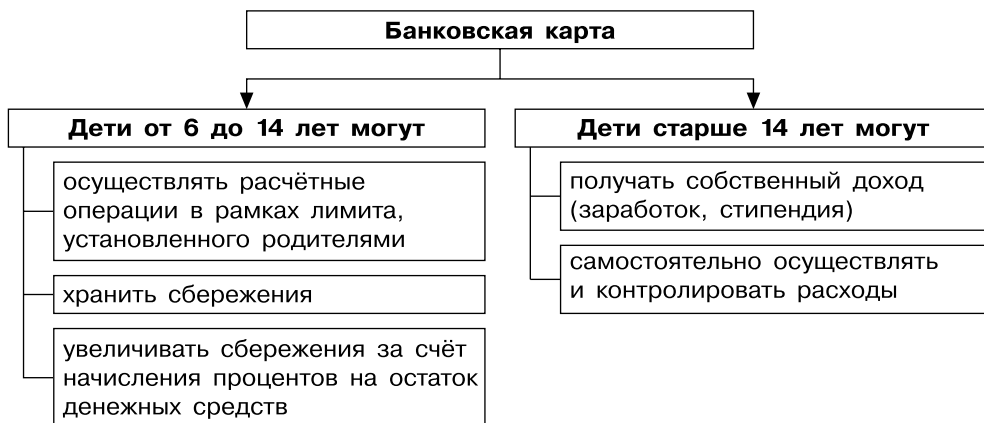 Банковская карта
Дети от 6 до 14 лет могут
осуществлять расчётные
операции в рамках лимита,
установленного родителями
хранить сбережения
увеличивать сбережения за счёт
начисления процентов на остаток
денежных средств
Дети старше 14 лет могут
получать собственный доход
(заработок, стипендия)
самостоятельно осуществлять
и контролировать расходы